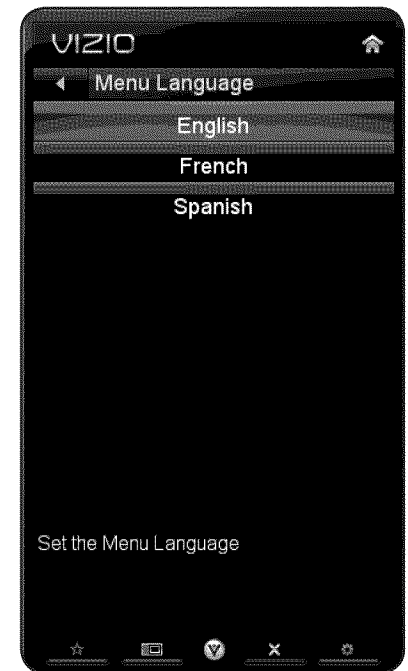 VIZIO
Menu Language
English
French
Spanish
Set the Menu Language